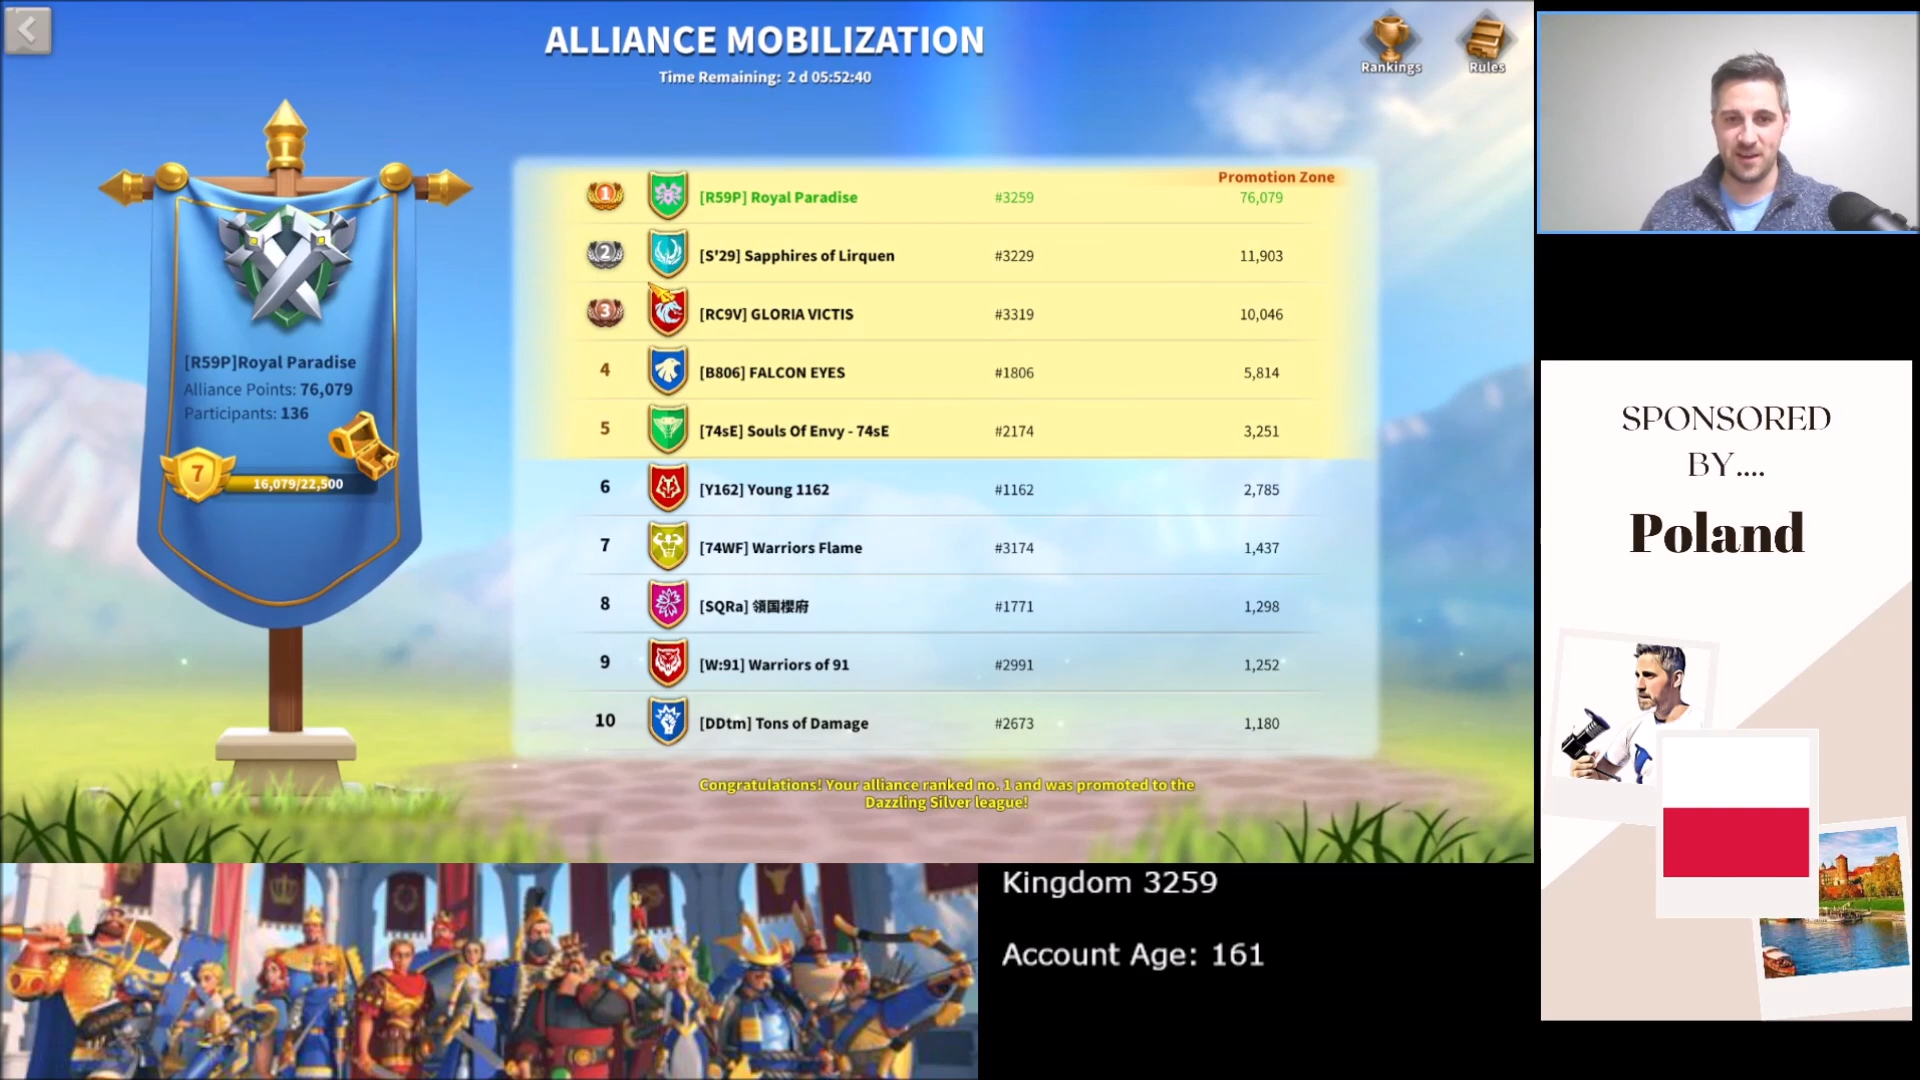 ALLIANCE MOBILIZATION
Time Remaining: 2 d 05:52:40
Rankings
Rules
Promotion Zone
1 [R59P] Royal Paradise #3259 76,079
2 [S'29] Sapphires of Lirquen #3229 11,903
3 [RC9V] GLORIA VICTIS #3319 10,046
4 [B806] FALCON EYES #1806 5,814
5 [74sE] Souls Of Envy - 74sE #2174 3,251
6 [Y162] Young 1162 #1162 2,785
7 [74WF] Warriors Flame #3174 1,437
8 [SQRa] 領国櫻府 #1771 1,298
9 [W:91] Warriors of 91 #2991 1,252
10 [DDtm] Tons of Damage #2673 1,180
Congratulations! Your alliance ranked no. 1 and was promoted to the
Dazzling Silver league!
[R59P]Royal Paradise
Alliance Points: 76,079
Participants: 136
7
16,079/22,500
Kingdom 3259
Account Age: 161
SPONSORED
BY....
Poland